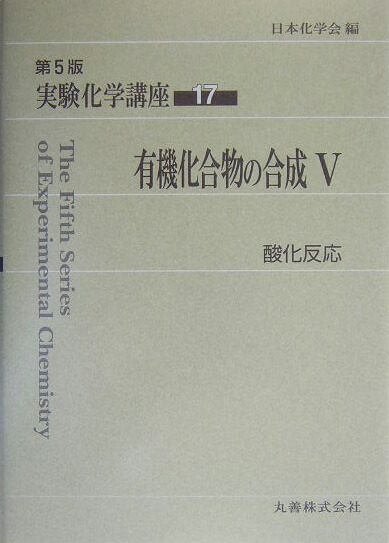 日本化学会 編
第5版
実験化学講座 17
The Fifth Series
of Experimental Chemistry
有機化合物の合成 V
酸化反応
丸善株式会社